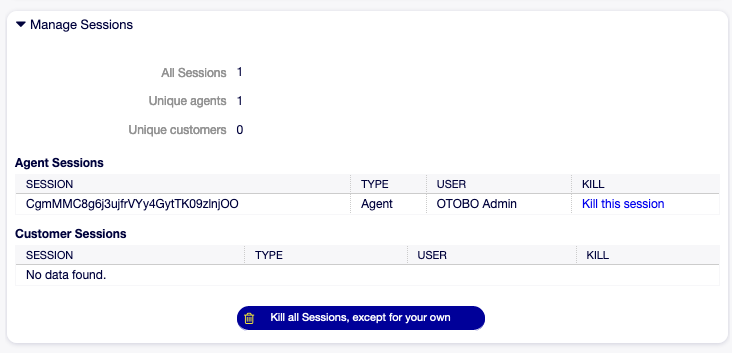 Manage Sessions
All Sessions 1
Unique agents 1
Unique customers 0
Agent Sessions
SESSION TYPE USER KILL
CgmMMC8g6j3ujfrVYy4GytTK09zlnjOO Agent OTOBO Admin Kill this session
Customer Sessions
SESSION TYPE USER KILL
No data found.
Kill all Sessions, except for your own